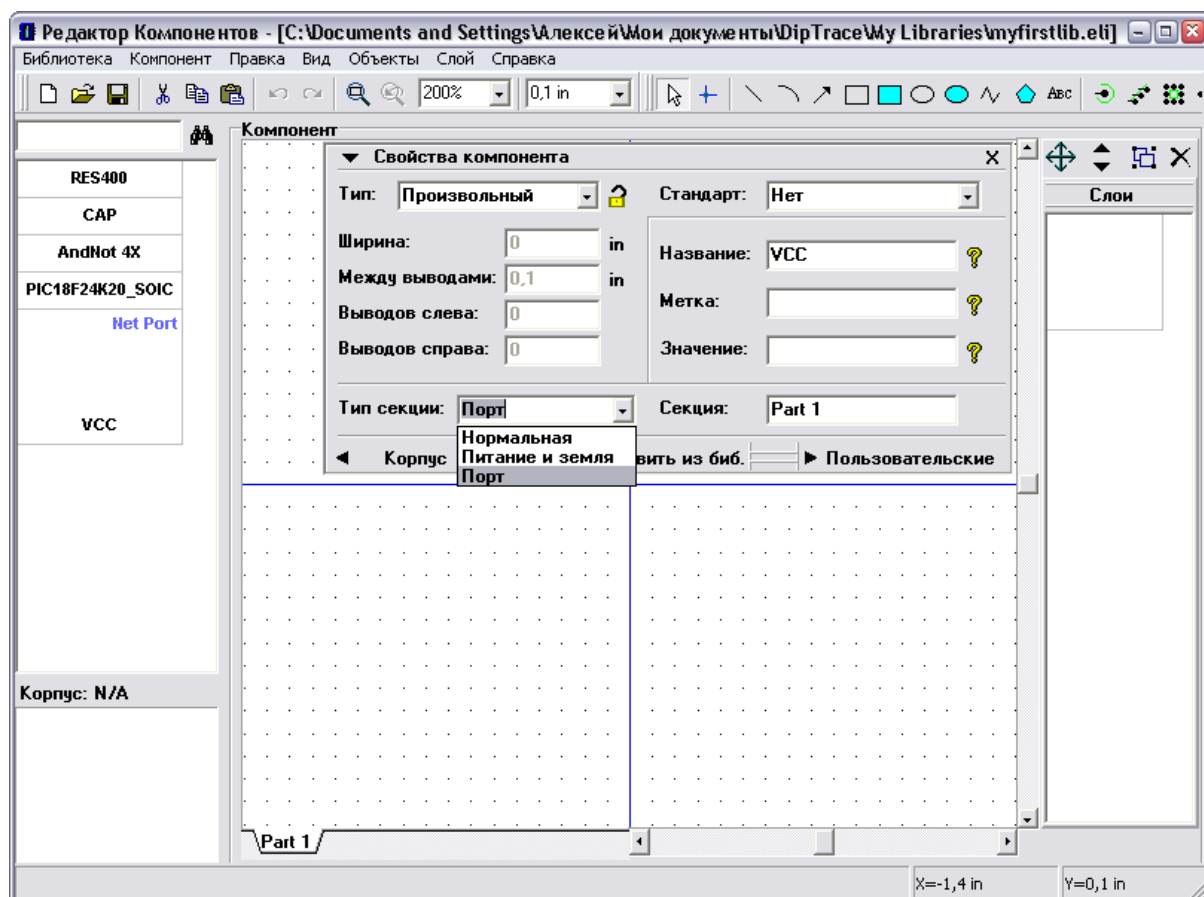 Редактор Компонентов - [C:\Documents and Settings\Алексей\Мои документы\DipTrace\My Libraries\myfirstlib.eli]
Библиотека Компонент Правка Вид Объекты Слой Справка
200% 0,1 in ABC
Компонент
Свойства компонента X
Тип: Произвольный Стандарт: Нет
Ширина: 0 in
Между выводами: 0,1 in
Выводов слева: 0
Выводов справа: 0
Название: VCC
Метка:
Значение:
Тип секции: Порт Секция: Part 1
Нормальная
Питание и земля
Порт
Корпус вить из биб. Пользовательские
RES400
CAP
AndNot 4X
PIC18F24K20_SOIC
Net Port
VCC
Корпус: N/A
Слои
Part 1
X=-1,4 in Y=0,1 in